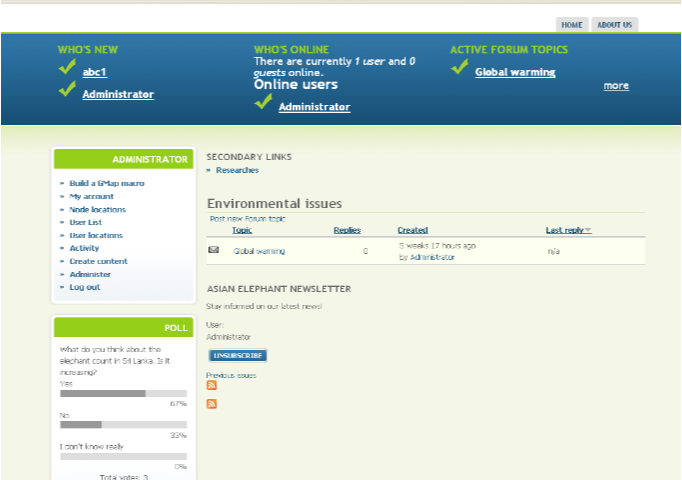 HOME ABOUT US
WHO'S NEW
abc1
Administrator
WHO'S ONLINE
There are currently 1 user and 0
guests online.
Online users
Administrator
ACTIVE FORUM TOPICS
Global warming
more
ADMINISTRATOR
» Build a GMap macro
» My account
» Node locations
» User List
» User locations
» Activity
» Create content
» Administer
» Log out
POLL
What do you think about the
elephant count in Sri Lanka. Is it
increasing?
Yes
67%
No
33%
I don't know really
0%
Total votes: 3
SECONDARY LINKS
» Researches
Environmental issues
Post new Forum topic
Topic Replies Created Last reply
Global warming 0 5 weeks 17 hours ago n/a
by Administrator
ASIAN ELEPHANT NEWSLETTER
Stay informed on our latest news!
User:
Administrator
UNSUBSCRIBE
Previous issues